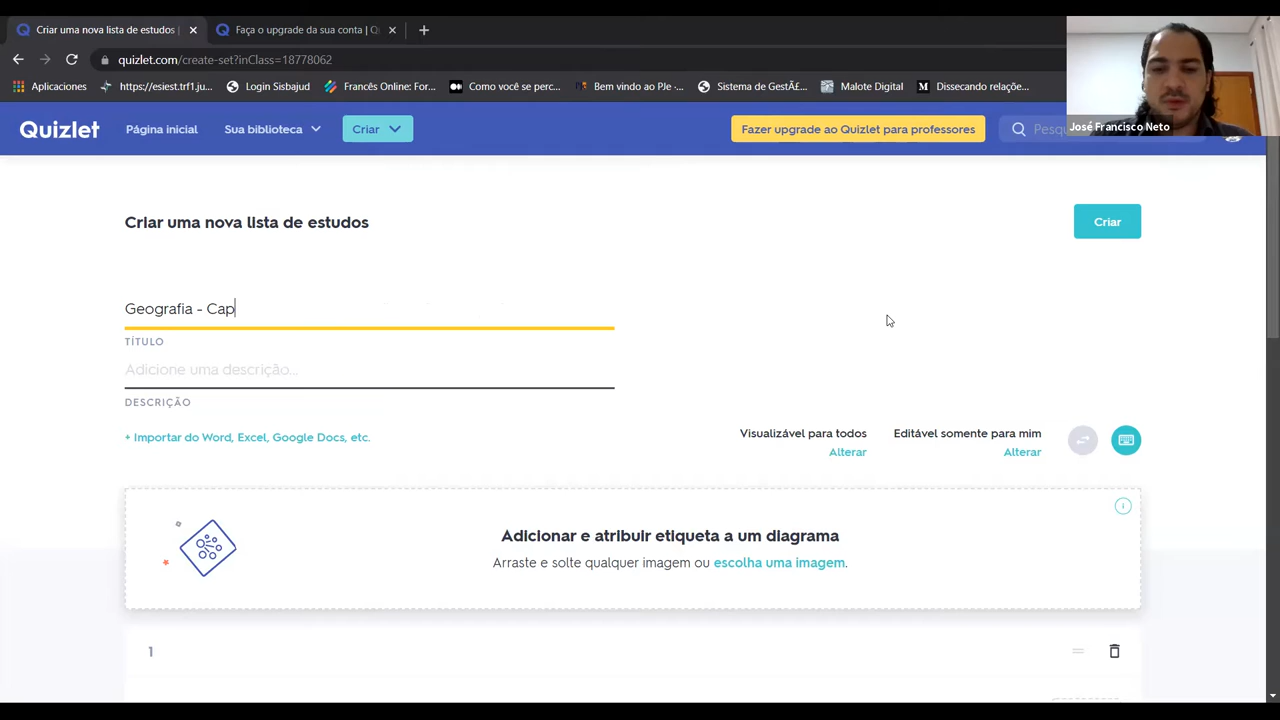 Criar uma nova lista de estudos
Faça o upgrade da sua conta | Q
quizlet.com/create-set?inClass=18778062
Aplicaciones
https://esiest.trf1.ju...
Login Sisbajud
Francés Online: For...
Como você se perc...
Bem vindo ao PJe ·...
Sistema de GestÃ£...
Malote Digital
Dissecando relaçõe...
José Francisco Neto
Quizlet
Página inicial
Sua biblioteca
Criar
Fazer upgrade ao Quizlet para professores
Pesqu
Criar uma nova lista de estudos
Criar
Geografia - Cap
TÍTULO
Adicione uma descrição...
DESCRIÇÃO
+ Importar do Word, Excel, Google Docs, etc.
Visualizável para todos
Alterar
Editável somente para mim
Alterar
Adicionar e atribuir etiqueta a um diagrama
Arraste e solte qualquer imagem ou escolha uma imagem.
1